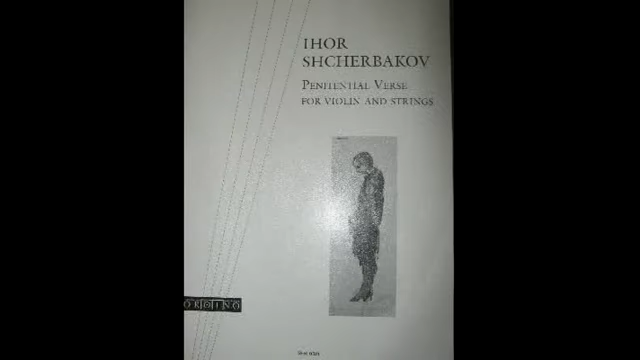 IHOR
SHCHERBAKOV
PENITENTIAL VERSE
FOR VIOLIN AND STRINGS